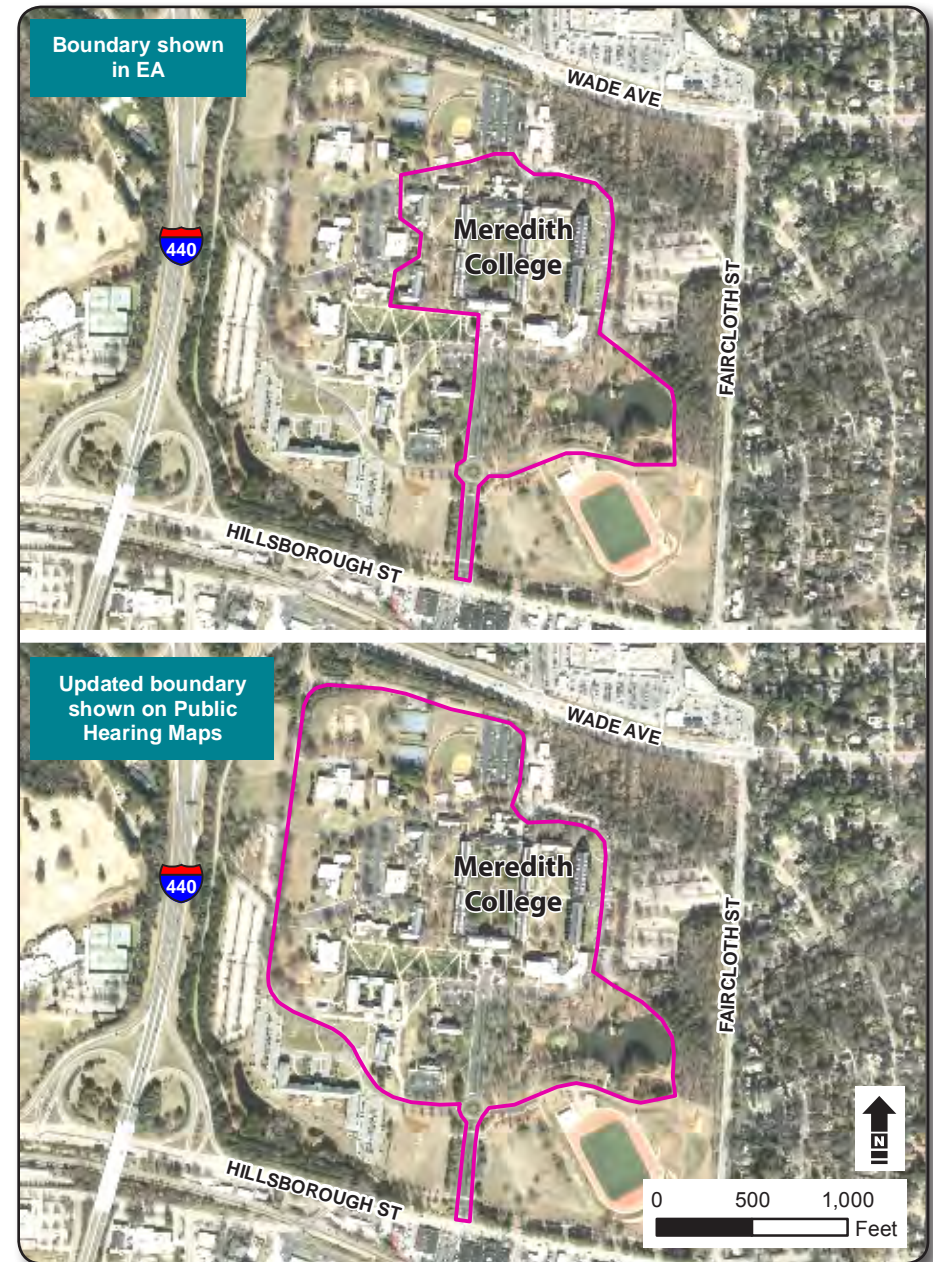 Boundary shown
in EA
WADE AVE
Meredith
College
440
FAIRCLOTH ST
HILLSBOROUGH ST
Updated boundary
shown on Public
Hearing Maps
WADE AVE
Meredith
College
440
FAIRCLOTH ST
HILLSBOROUGH ST
N
0 500 1,000
Feet